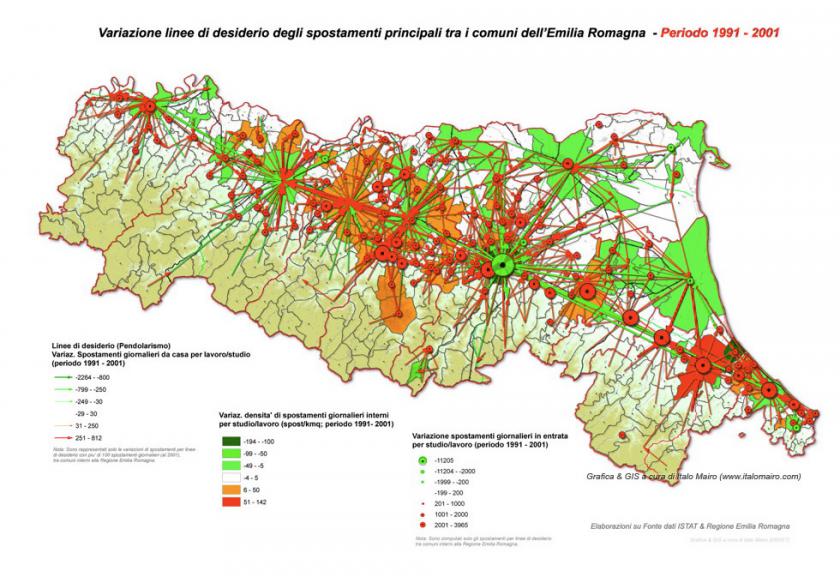 Variazione linee di desiderio degli spostamenti principali tra i comuni dell'Emilia Romagna - Periodo 1991 - 2001
Linee di desiderio (Pendolarismo)
Variaz. Spostamenti giornalieri da casa per lavoro/studio
(periodo 1991 - 2001)
-2264 - -800
-799 - -250
-249 - -30
-29 - 30
31 - 250
251 - 812
Nota: Sono rappresentati solo le variazioni di spostamenti per linee
di desiderio con piu' di 100 spostamenti giornalieri (al 2001),
tra comuni interni alla Regione Emilia Romagna.
Variaz. densita' di spostamenti giornalieri interni
per studio/lavoro (spost/kmq; periodo 1991- 2001)
-194 - -100
-99 - -50
-49 - -5
-4 - 5
6 - 50
51 - 142
Variazione spostamenti giornalieri in entrata
per studio/lavoro (periodo 1991 - 2001)
-11205
-11204 - -2000
-1999 - -200
-199 - 200
201 - 1000
1001 - 2000
2001 - 3965
Nota: Sono computati solo gli spostamenti per linee di desiderio
tra comuni interni alla Regione Emilia Romagna.
Grafica & GIS a cura di Italo Mairo (www.italomairo.com)
Elaborazioni su Fonte dati ISTAT & Regione Emilia Romagna
Grafica & GIS a cura di Italo Mairo